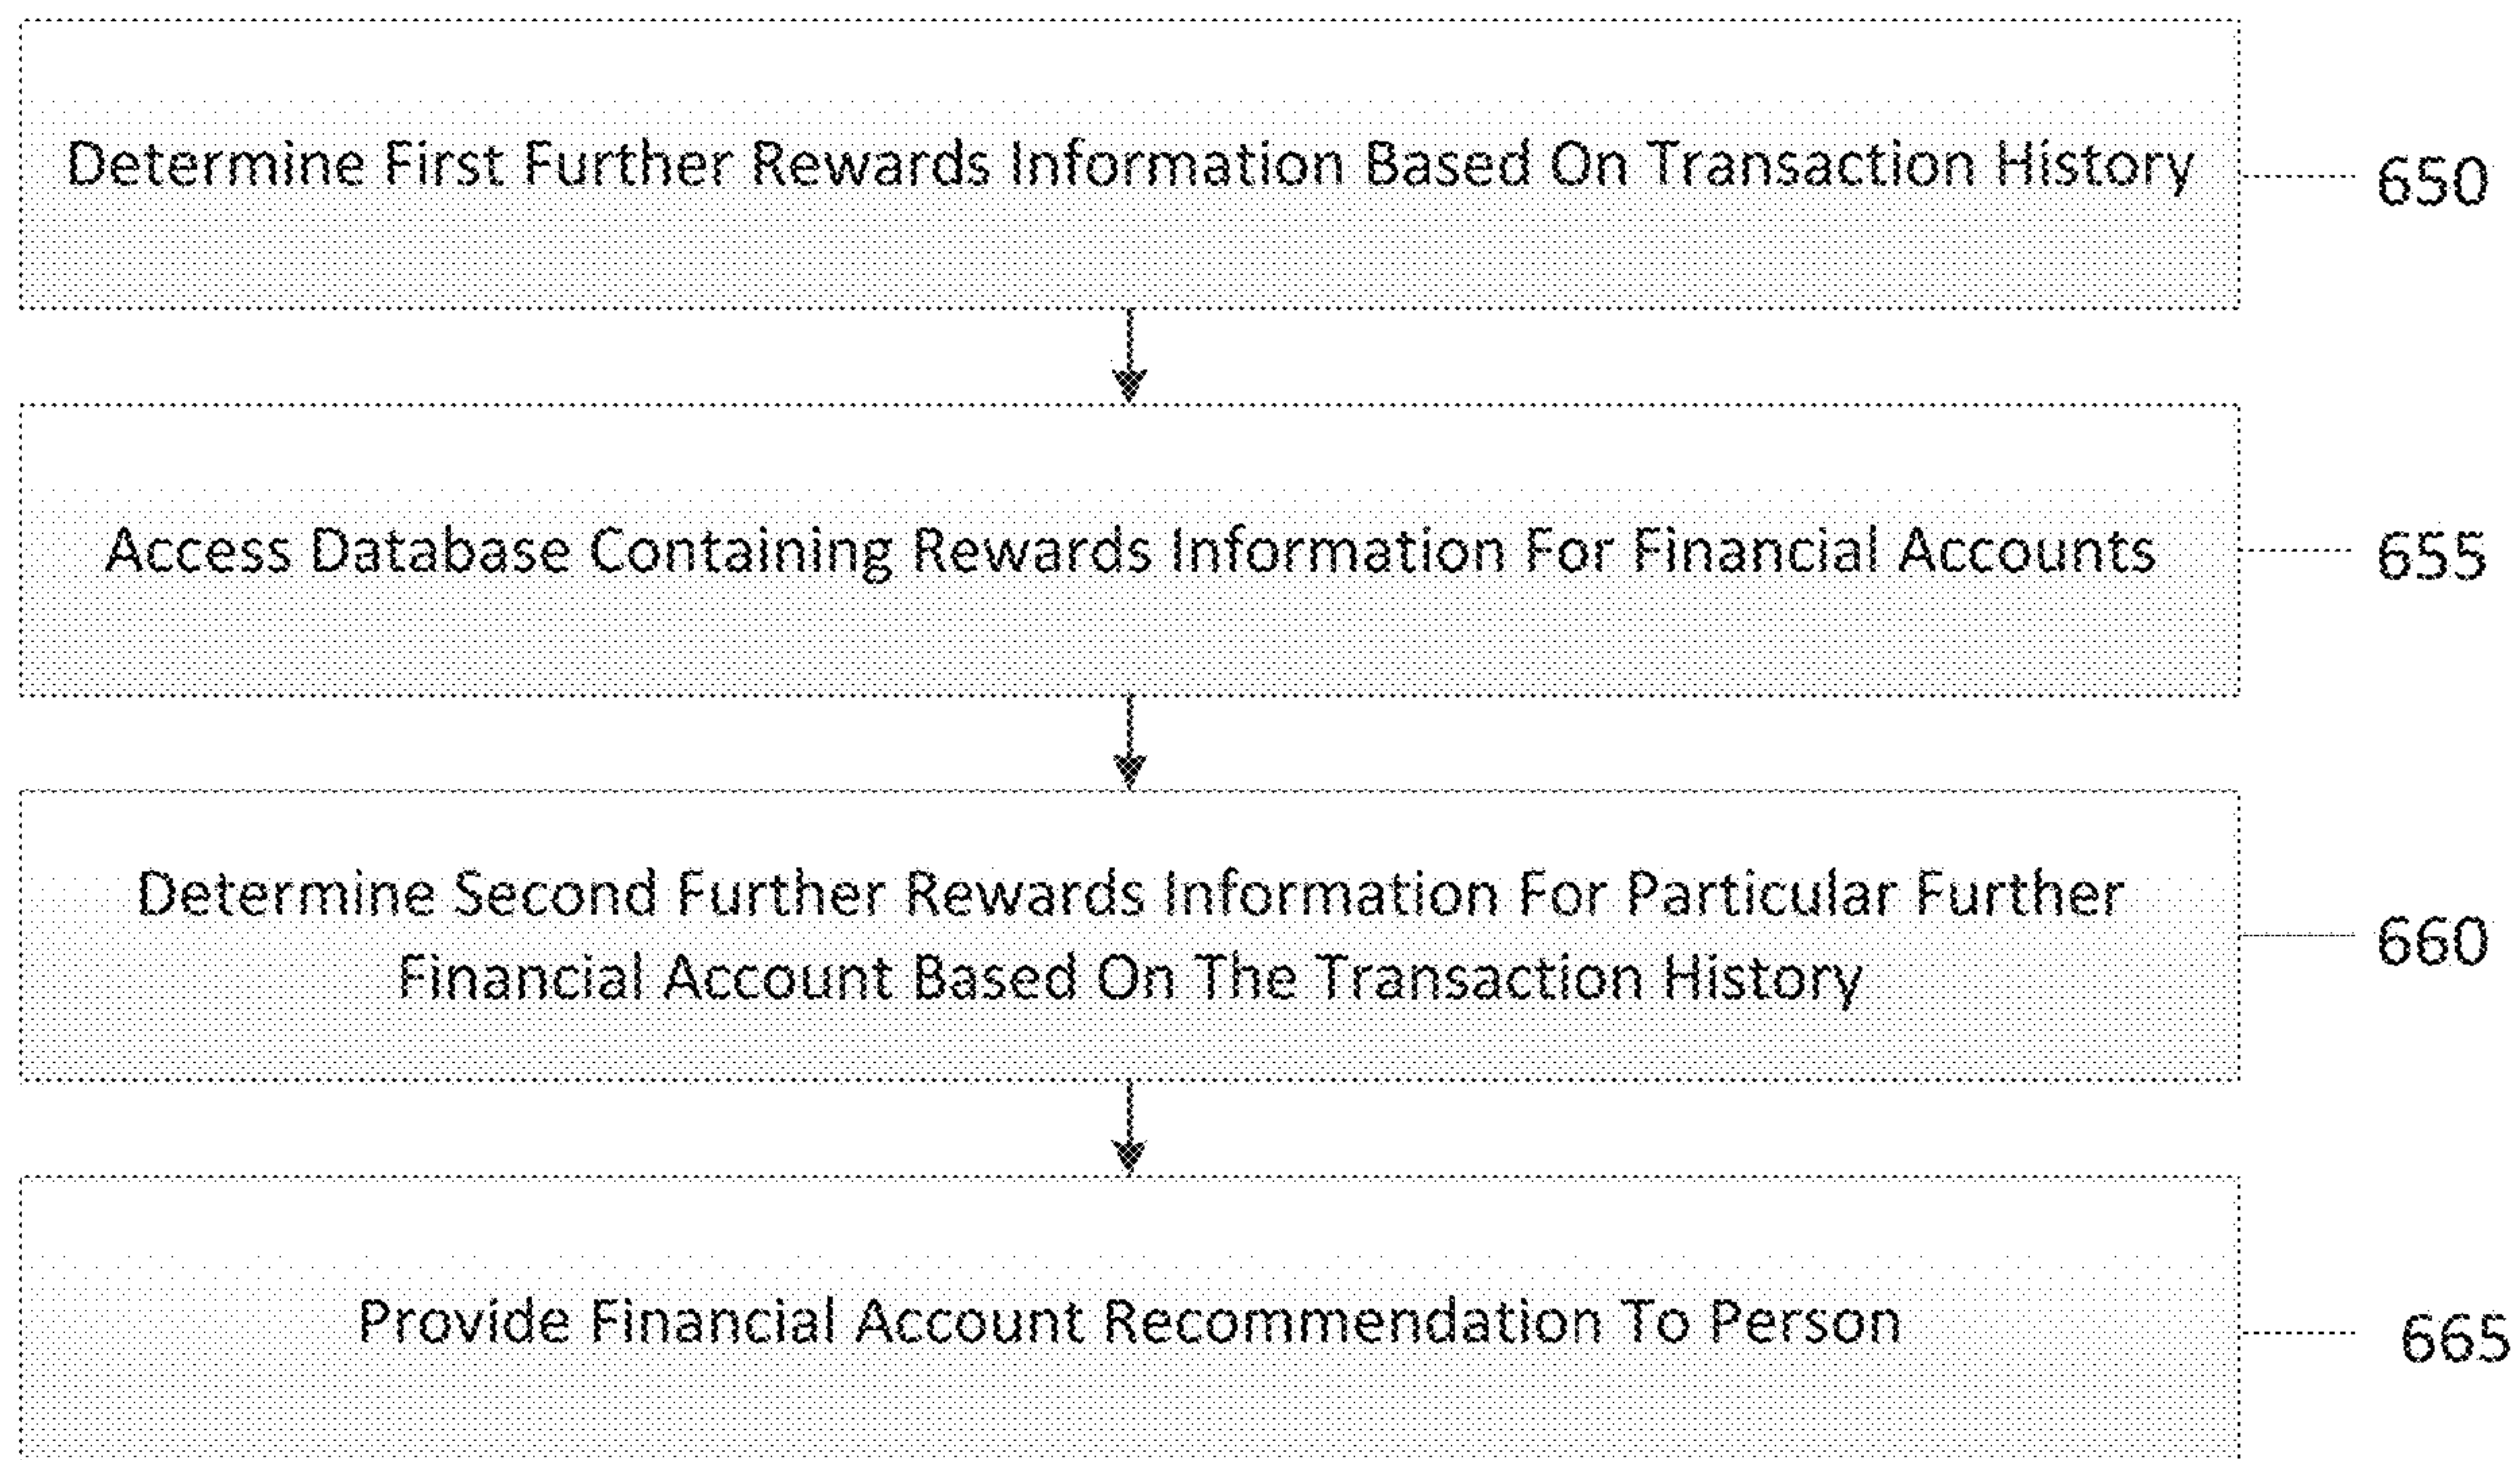 Determine First Further Rewards Information Based On Transaction History
650
Access Database Containing Rewards Information For Financial Accounts
655
Determine Second Further Rewards Information For Particular Further
Financial Account Based On The Transaction History
660
Provide Financial Account Recommendation To Person
665